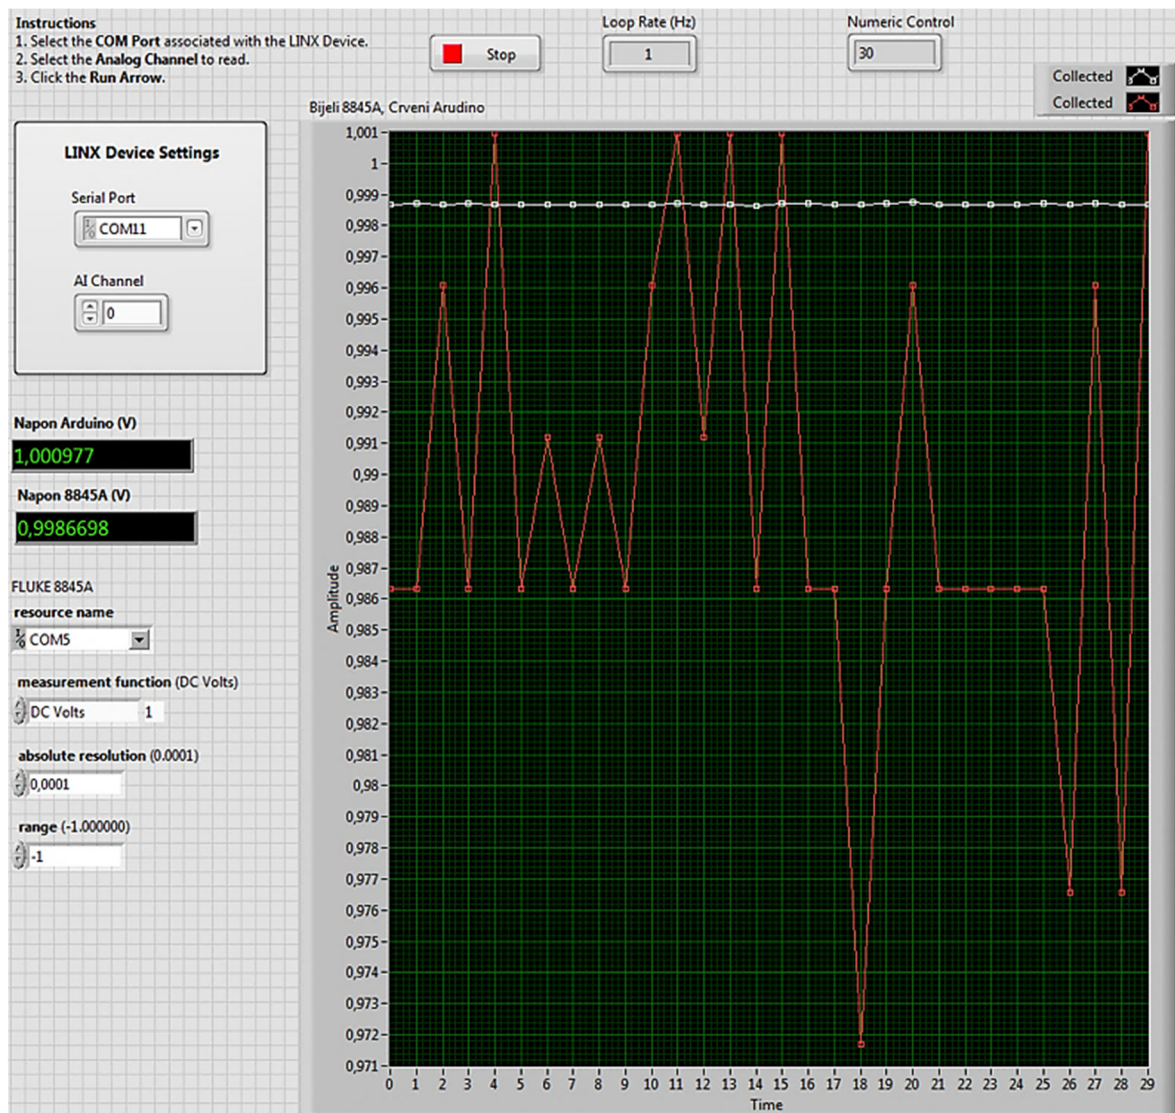 Instructions
1. Select the COM Port associated with the LINX Device.
2. Select the Analog Channel to read.
3. Click the Run Arrow.
Stop
Loop Rate (Hz)
1
Numeric Control
30
Collected
Collected
Bijeli 8845A, Crveni Arudino
LINX Device Settings
Serial Port
COM11
AI Channel
0
Napon Arduino (V)
1,000977
Napon 8845A (V)
0,9986698
FLUKE 8845A
resource name
COM5
measurement function (DC Volts)
DC Volts 1
absolute resolution (0.0001)
0,0001
range (-1.000000)
-1
Amplitude
1,001
1
0,999
0,998
0,997
0,996
0,995
0,994
0,993
0,992
0,991
0,99
0,989
0,988
0,987
0,986
0,985
0,984
0,983
0,982
0,981
0,98
0,979
0,978
0,977
0,976
0,975
0,974
0,973
0,972
0,971
0 1 2 3 4 5 6 7 8 9 10 11 12 13 14 15 16 17 18 19 20 21 22 23 24 25 26 27 28 29
Time